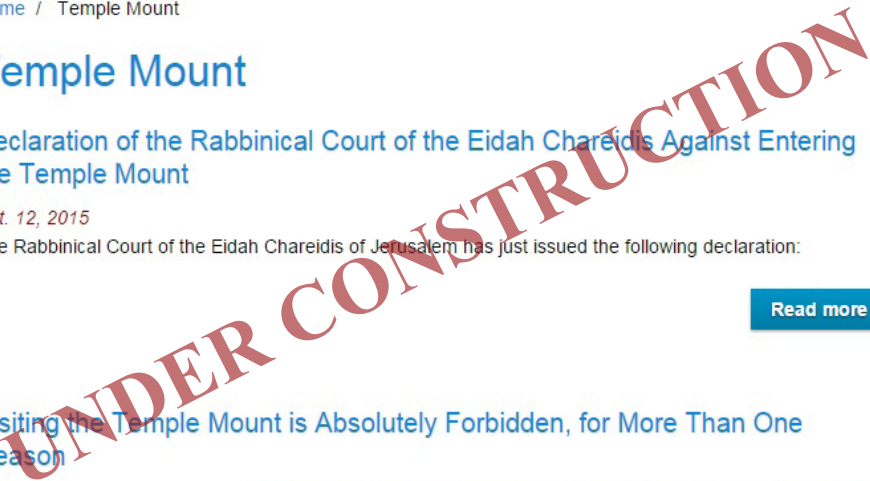 me / Temple Mount
emple Mount
eclaration of the Rabbinical Court of the Eidah Chareidis Against Entering
e Temple Mount
t. 12, 2015
e Rabbinical Court of the Eidah Chareidis of Jerusalem has just issued the following declaration:
Read more
siting the Temple Mount is Absolutely Forbidden, for More Than One
eason
UNDER CONSTRUCTION